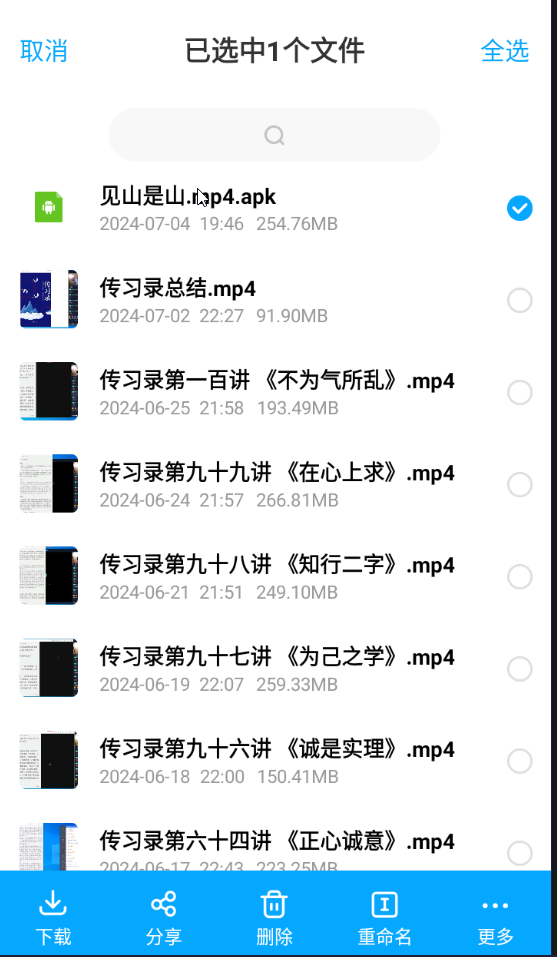 取消 已选中1个文件 全选
见山是山.mp4.apk
2024-07-04 19:46 254.76MB
传习录总结.mp4
2024-07-02 22:27 91.90MB
传习录第一百讲 《不为气所乱》.mp4
2024-06-25 21:58 193.49MB
传习录第九十九讲 《在心上求》.mp4
2024-06-24 21:57 266.81MB
传习录第九十八讲 《知行二字》.mp4
2024-06-21 21:51 249.10MB
传习录第九十七讲 《为己之学》.mp4
2024-06-19 22:07 259.33MB
传习录第九十六讲 《诚是实理》.mp4
2024-06-18 22:00 150.41MB
传习录第六十四讲 《正心诚意》.mp4
2024-06-17 22:43 223.25MB
下载 分享 删除 重命名 更多